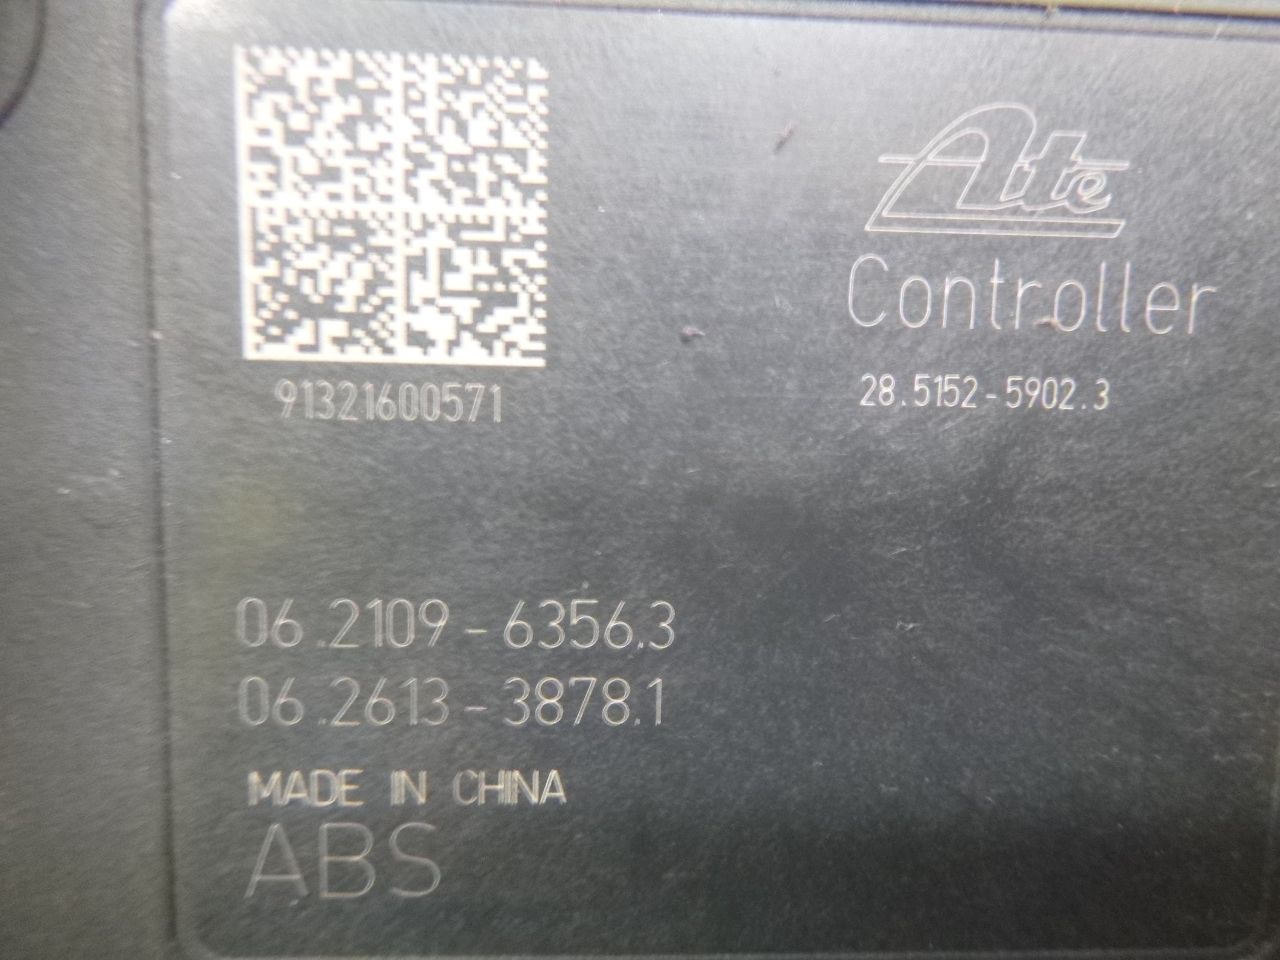 Ate
Controller
91321600571
28.5152-5902.3
06.2109-6356.3
06.2613-3878.1
MADE IN CHINA
ABS